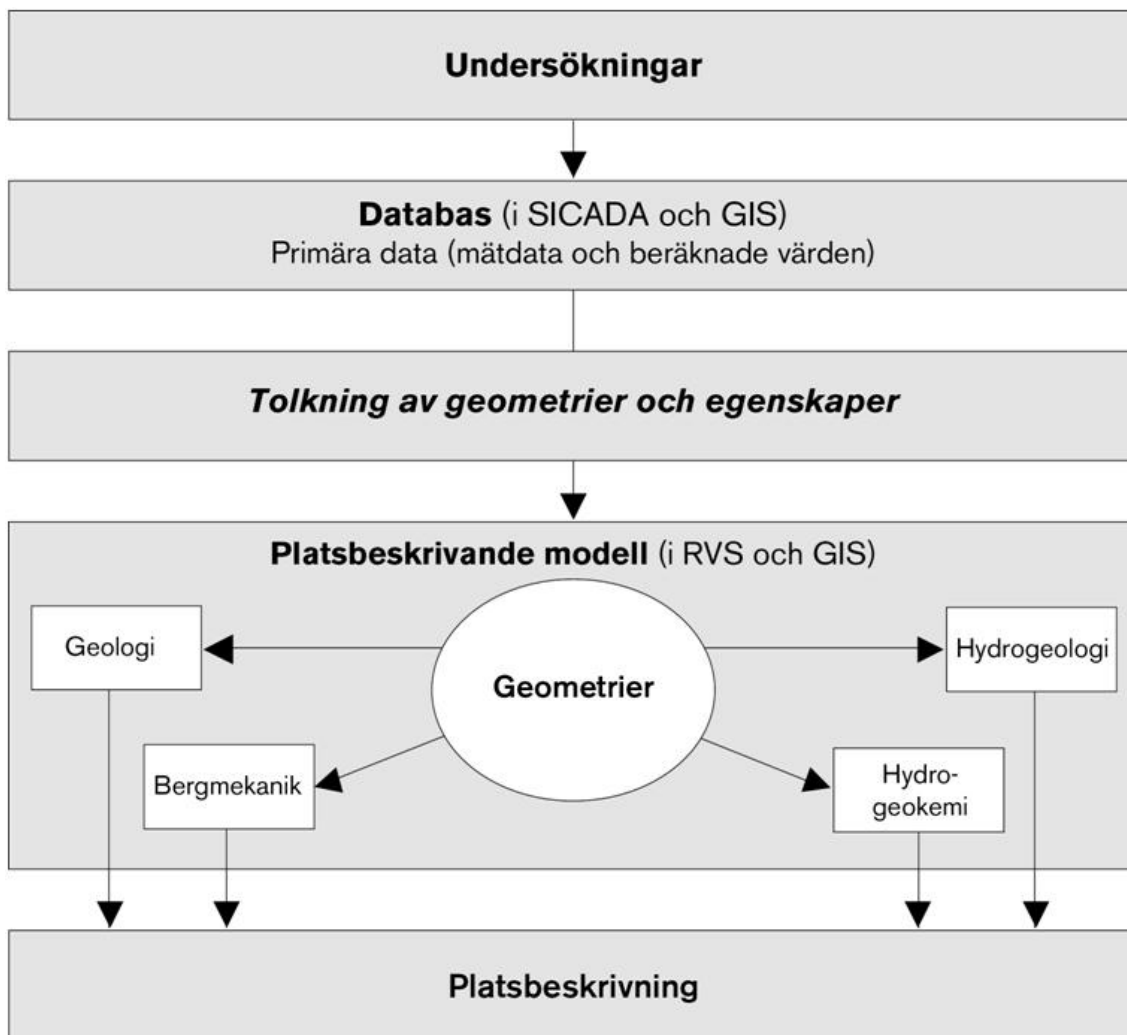 Undersökningar
Databas (i SICADA och GIS)
Primära data (mätdata och beräknade värden)
Tolkning av geometrier och egenskaper
Platsbeskrivande modell (i RVS och GIS)
Geologi
Geometrier
Hydrogeologi
Bergmekanik
Hydro-
geokemi
Platsbeskrivning